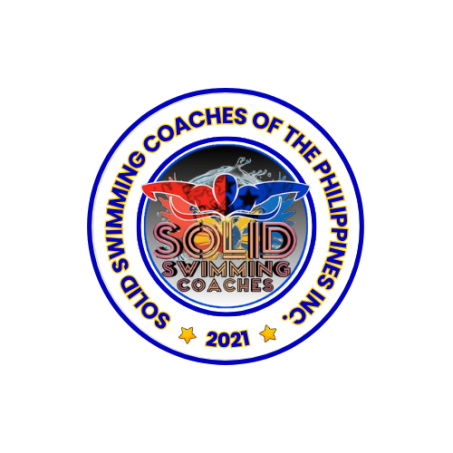 SOLID SWIMMING COACHES OF THE PHILIPPINES INC.
SOLID
SWIMMING
COACHES
2021